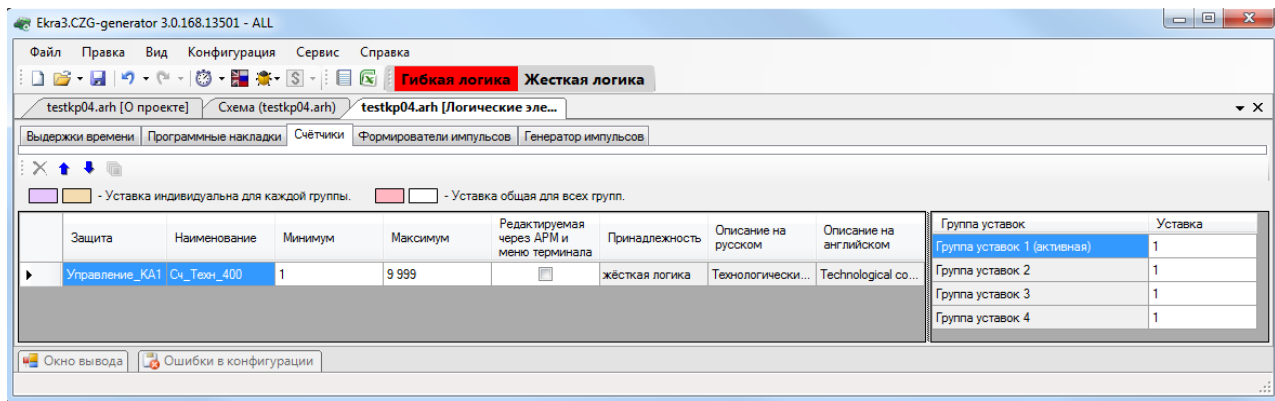 Ekra3.CZG-generator 3.0.168.13501 - ALL
Файл Правка Вид Конфигурация Сервис Справка
Гибкая логика Жесткая логика
testkp04.arh [О проекте] Схема (testkp04.arh) testkp04.arh [Логические эле...
Выдержки времени Программные накладки Счётчики Формирователи импульсов Генератор импульсов
- Уставка индивидуальна для каждой группы. - Уставка общая для всех групп.
Защита Наименование Минимум Максимум Редактируемая через АРМ и меню терминала Принадлежность Описание на русском Описание на английском
Управление_КА1 Сч_Техн_400 1 9 999 жёсткая логика Технологически... Technological co...
Группа уставок Уставка
Группа уставок 1 (активная) 1
Группа уставок 2 1
Группа уставок 3 1
Группа уставок 4 1
Окно вывода Ошибки в конфигурации